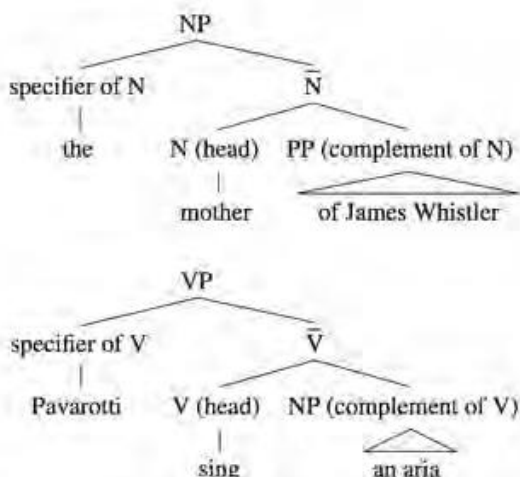 NP
specifier of N N̄
the N (head) PP (complement of N)
mother of James Whistler
VP
specifier of V V̄
Pavarotti V (head) NP (complement of V)
sing an aria